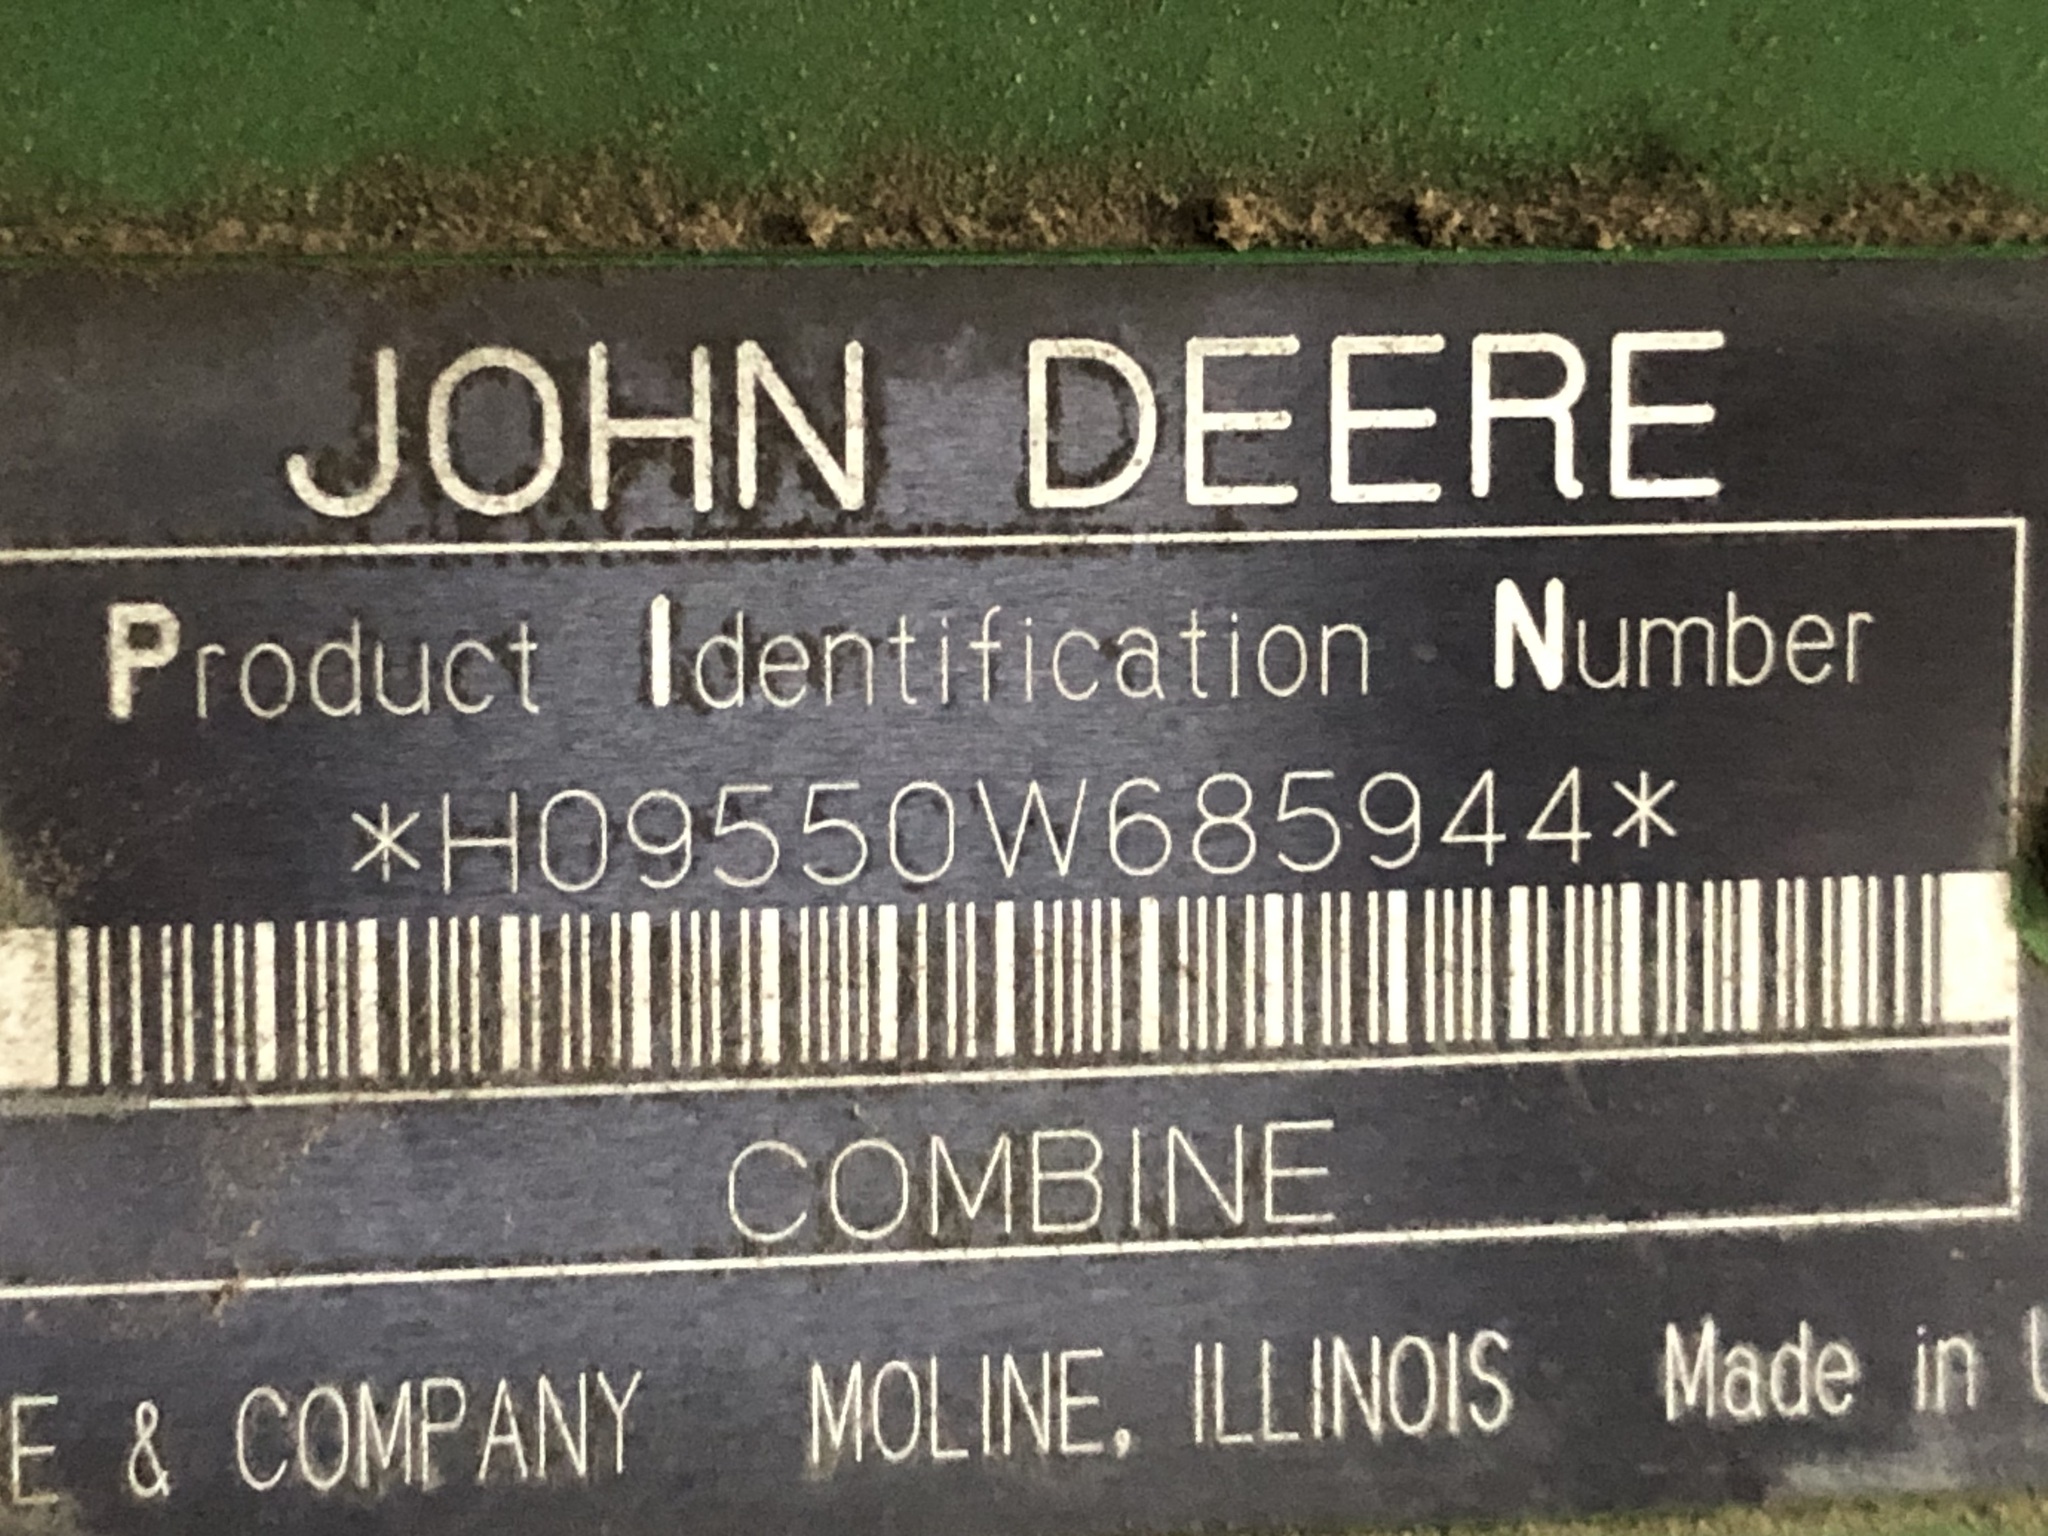 JOHN DEERE
Product Identification Number
*H09550W685944*
COMBINE
E & COMPANY MOLINE, ILLINOIS Made in U